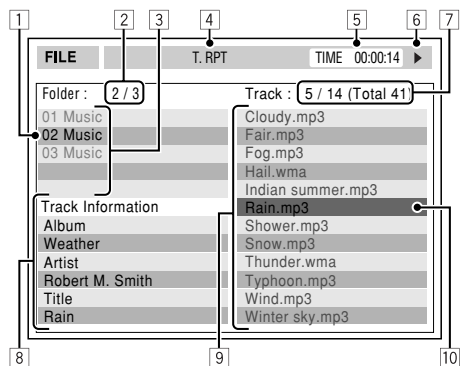 1 2 3 4 5 6 7
FILE T. RPT TIME 00:00:14
Folder : 2 / 3 Track : 5 / 14 (Total 41)
01 Music
02 Music
03 Music
Track Information
Album
Weather
Artist
Robert M. Smith
Title
Rain
Cloudy.mp3
Fair.mp3
Fog.mp3
Hail.wma
Indian summer.mp3
Rain.mp3
Shower.mp3
Snow.mp3
Thunder.wma
Typhoon.mp3
Wind.mp3
Winter sky.mp3
8 9 10